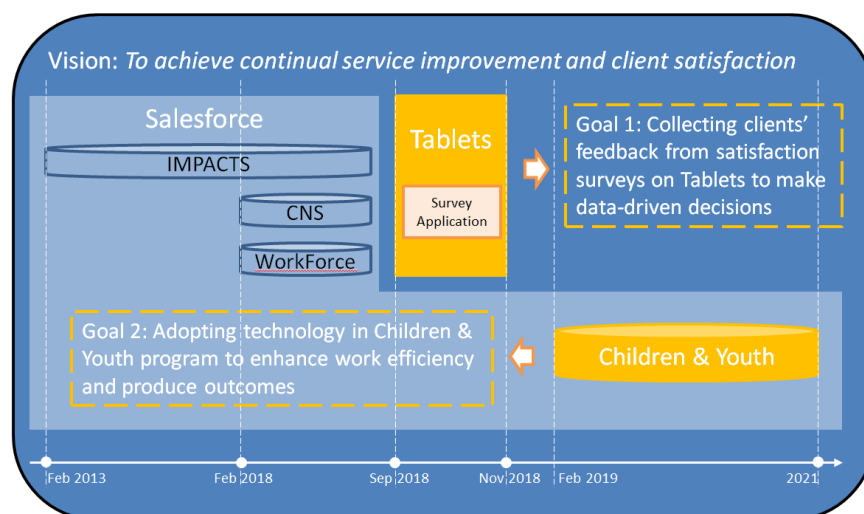 Vision: To achieve continual service improvement and client satisfaction
Salesforce
IMPACTS
CNS
WorkForce
Tablets
Survey
Application
Goal 1: Collecting clients'
feedback from satisfaction
surveys on Tablets to make
data-driven decisions
Goal 2: Adopting technology in Children &
Youth program to enhance work efficiency
and produce outcomes
Children & Youth
Feb 2013
Feb 2018
Sep 2018
Nov 2018
Feb 2019
2021